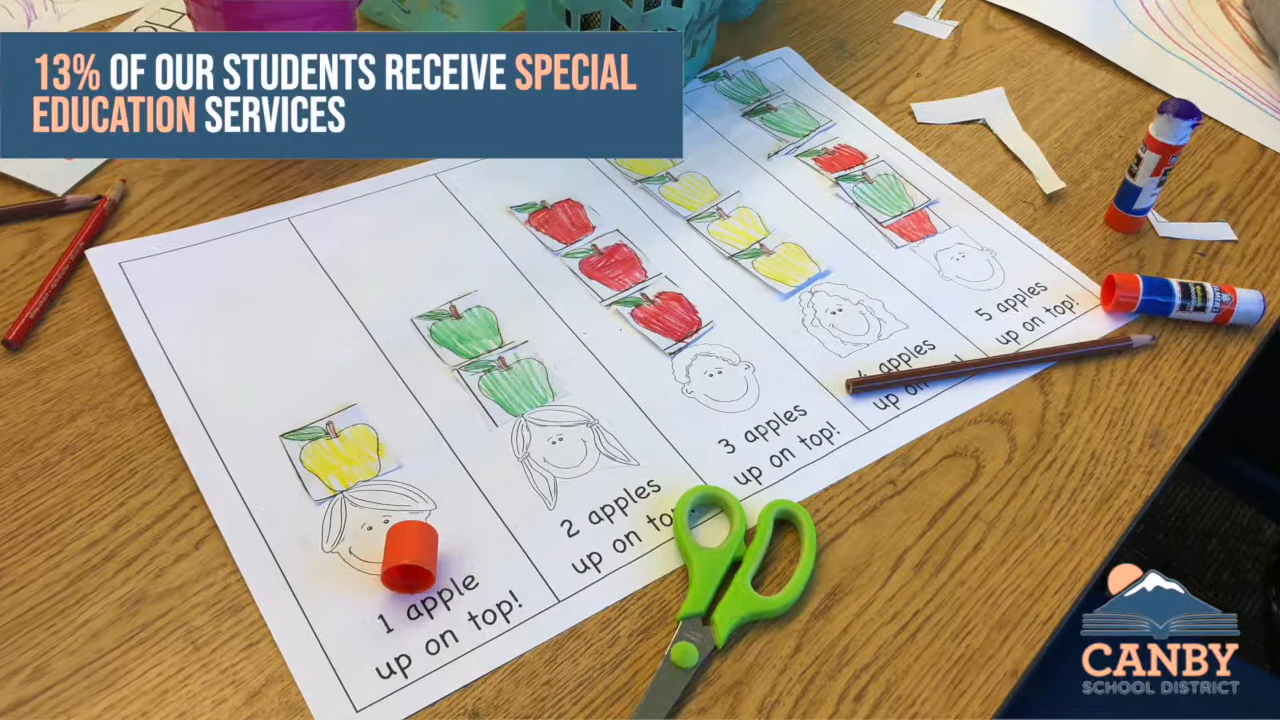 13% OF OUR STUDENTS RECEIVE SPECIAL
EDUCATION SERVICES
1 apple
up on top!
2 apples
up on to
3 apples
up on top!
apples
up on
5 apples
up on top!
CANBY
SCHOOL DISTRICT